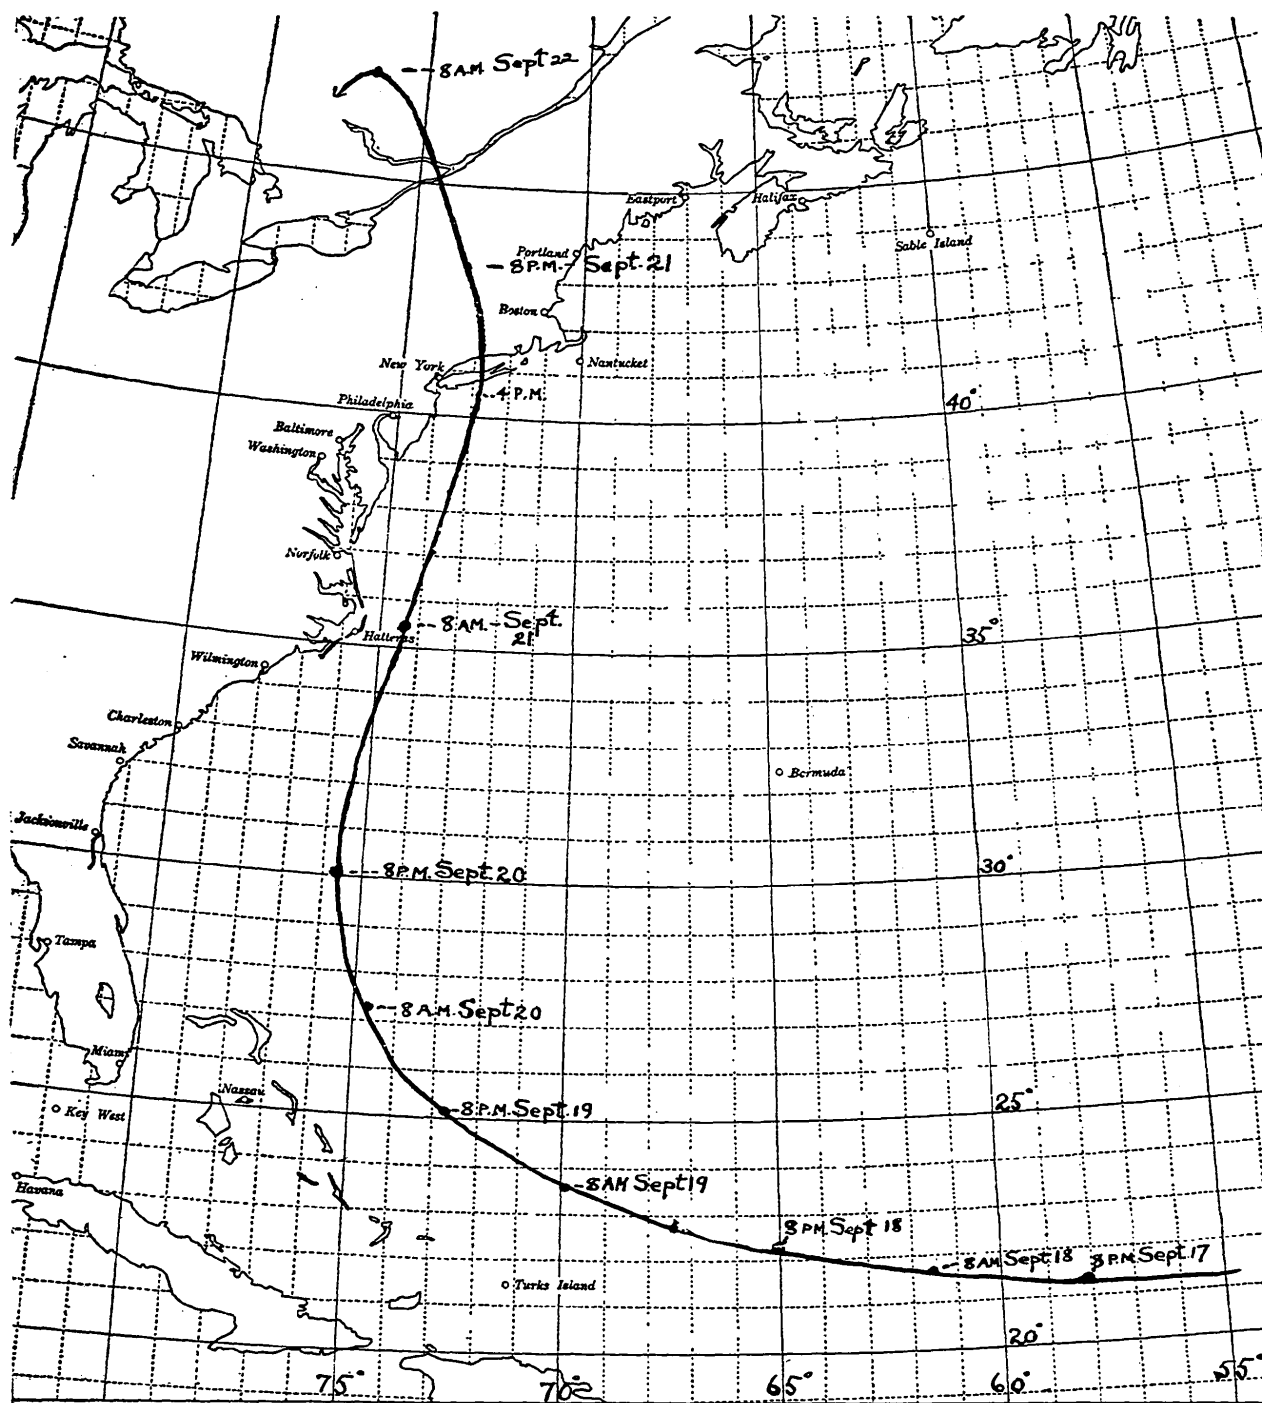 --8 A.M. Sept 22
Eastport
Halifax
Sable Island
Portland
-8 P.M.- Sept. 21
Boston
New York
Nantucket
--4 P.M.
40°
Philadelphia
Baltimore
Washington
Norfolk
--8 A.M.-Sept.
21
Hatteras
35°
Wilmington
Charleston
Savannah
Bermuda
Jacksonville
30°
---8 P.M. Sept. 20
Tampa
--8 A.M. Sept 20
Miami
Nassau
25°
Key West
-8 P.M. Sept. 19
-8 AM Sept 19
Havana
8 PM Sept 18
-8 AM Sept 18
8 P.M Sept. 17
Turks Island
20°
75°
70°
65°
60°
55°